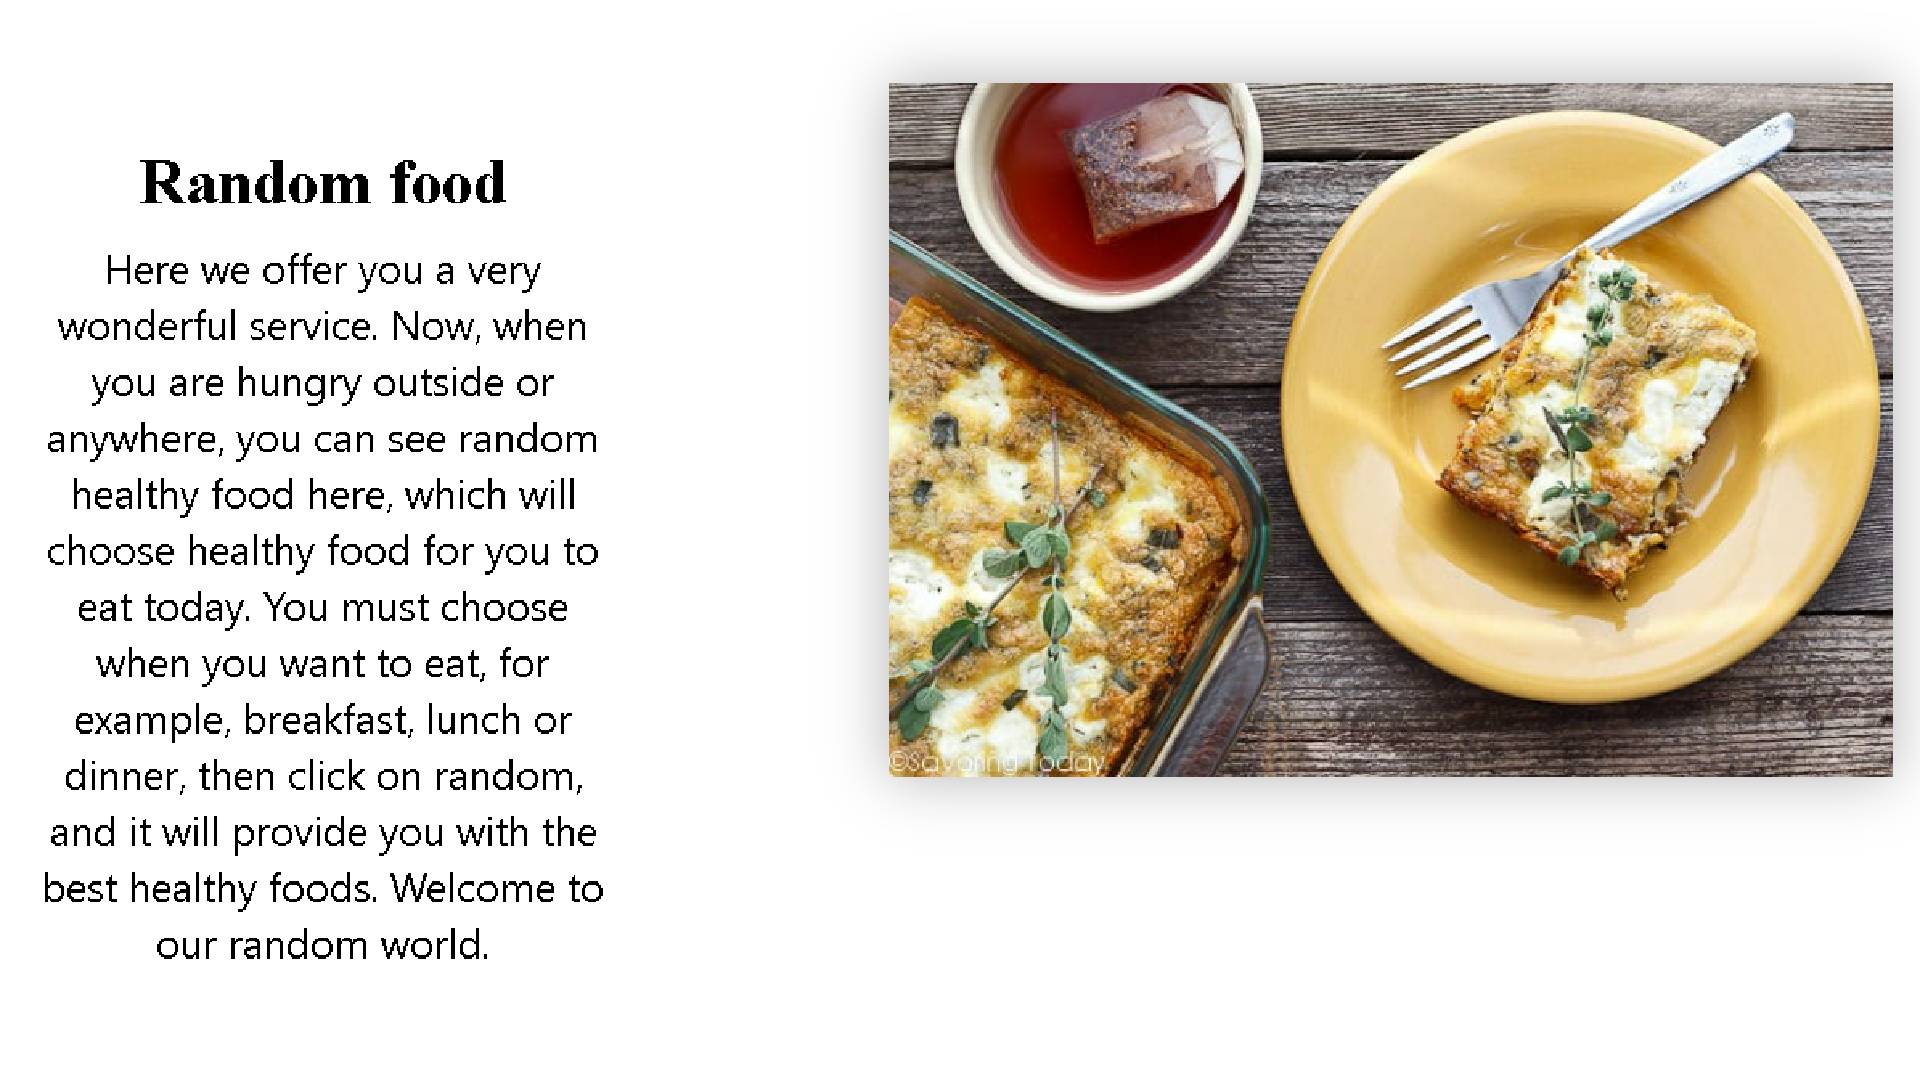 Random food
Here we offer you a very
wonderful service. Now, when
you are hungry outside or
anywhere, you can see random
healthy food here, which will
choose healthy food for you to
eat today. You must choose
when you want to eat, for
example, breakfast, lunch or
dinner, then click on random,
and it will provide you with the
best healthy foods. Welcome to
our random world.
©Savoring Today